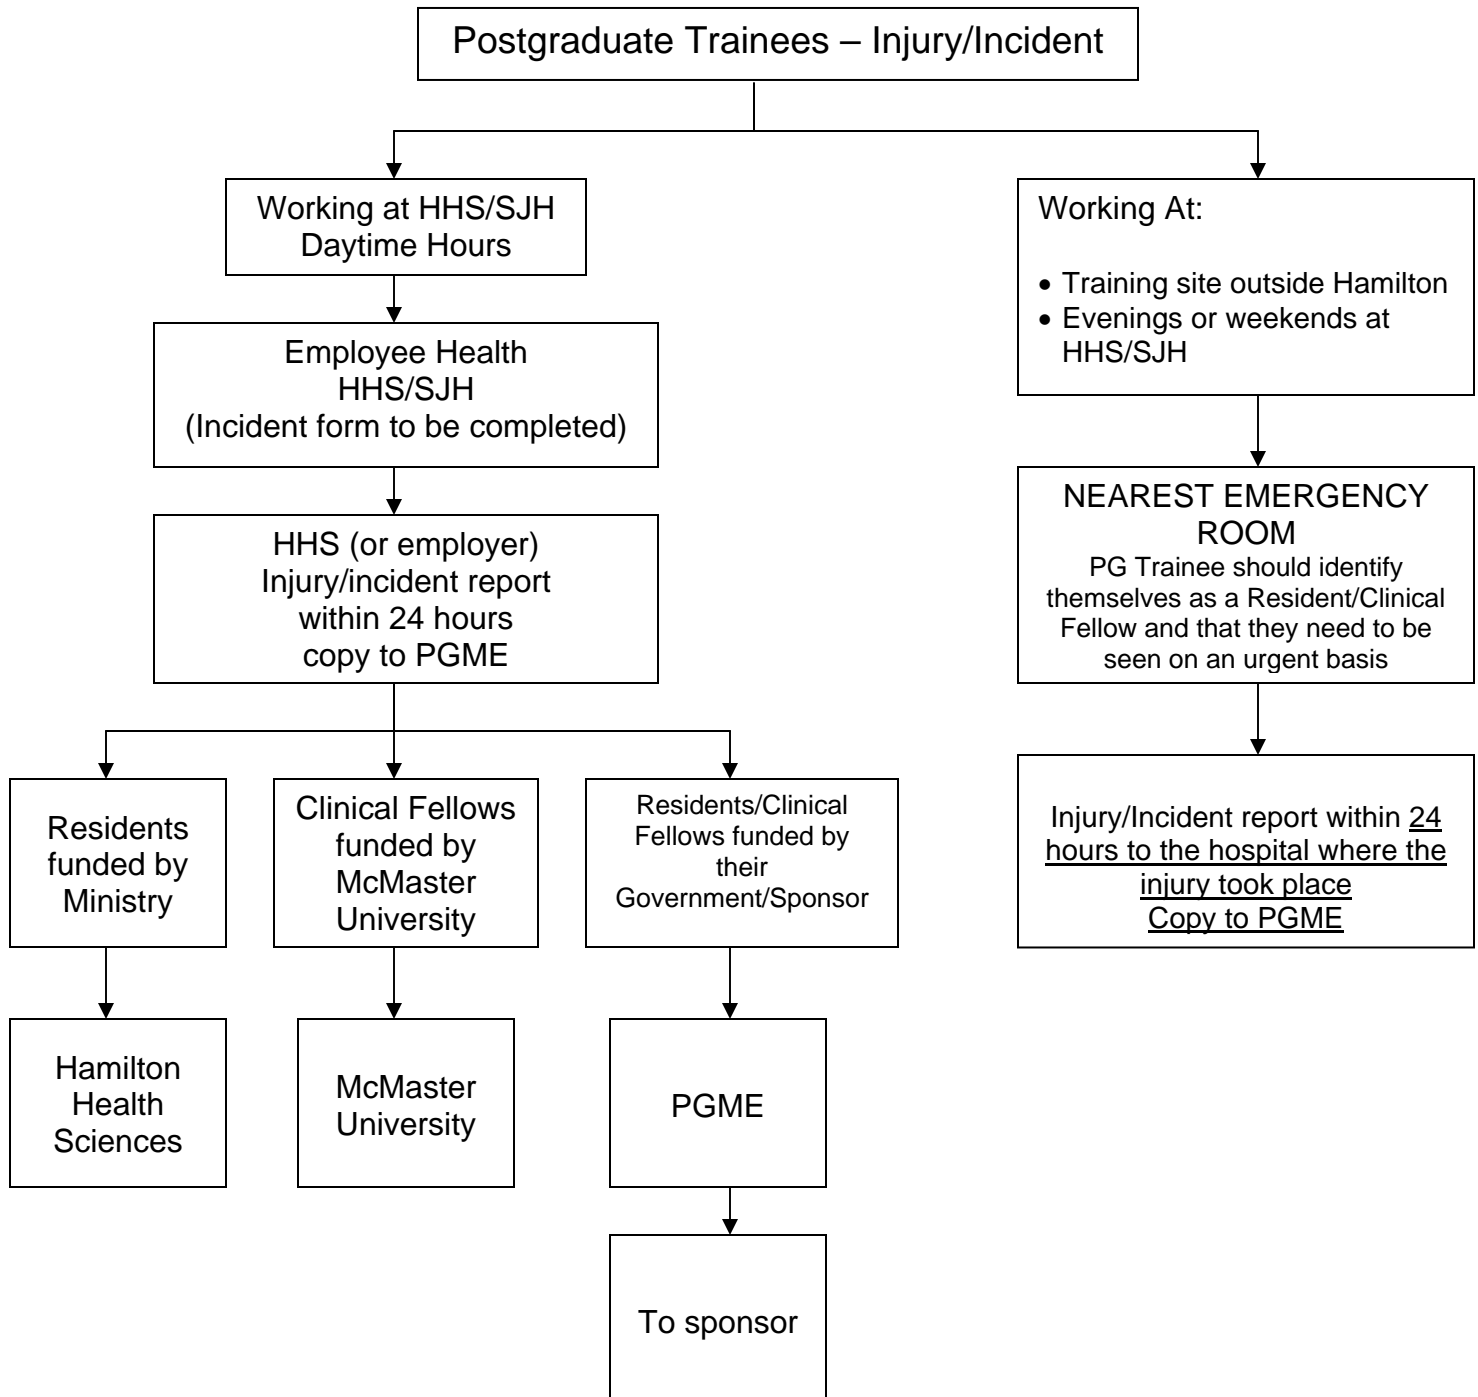 Postgraduate Trainees – Injury/Incident
Working at HHS/SJH
Daytime Hours
Employee Health
HHS/SJH
(Incident form to be completed)
HHS (or employer)
Injury/incident report
within 24 hours
copy to PGME
Residents
funded by
Ministry
Clinical Fellows
funded by
McMaster
University
Residents/Clinical
Fellows funded by
their
Government/Sponsor
Hamilton
Health
Sciences
McMaster
University
PGME
To sponsor
Working At:
• Training site outside Hamilton
• Evenings or weekends at
HHS/SJH
NEAREST EMERGENCY
ROOM
PG Trainee should identify
themselves as a Resident/Clinical
Fellow and that they need to be
seen on an urgent basis
Injury/Incident report within 24
hours to the hospital where the
injury took place
Copy to PGME